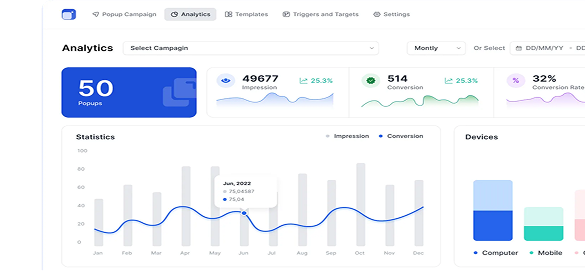 Popup Campaign Analytics Templates Triggers and Targets Settings
Analytics Select Campagin Montly Or Select DD/MM/YY - DD
50 Popups
49677 25.3%
Impression
514 25.3%
Conversion
% 32%
Conversion Rate
Statistics Impression Conversion
100
80
60
40
20
0
Jun, 2022
75,04587
75,04
Jan Feb Mar Apr May Jun Jul Aug Sep Oct Nov Dec
Devices
Computer Mobile